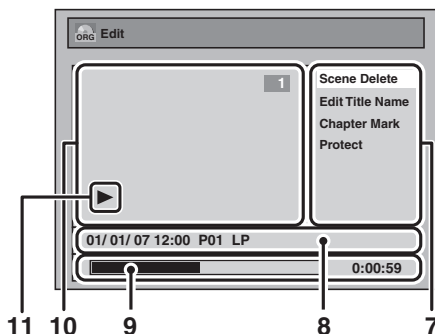 ORG Edit
1
Scene Delete
Edit Title Name
Chapter Mark
Protect
01/ 01/ 07 12:00 P01 LP
0:00:59
11 10 9 8 7